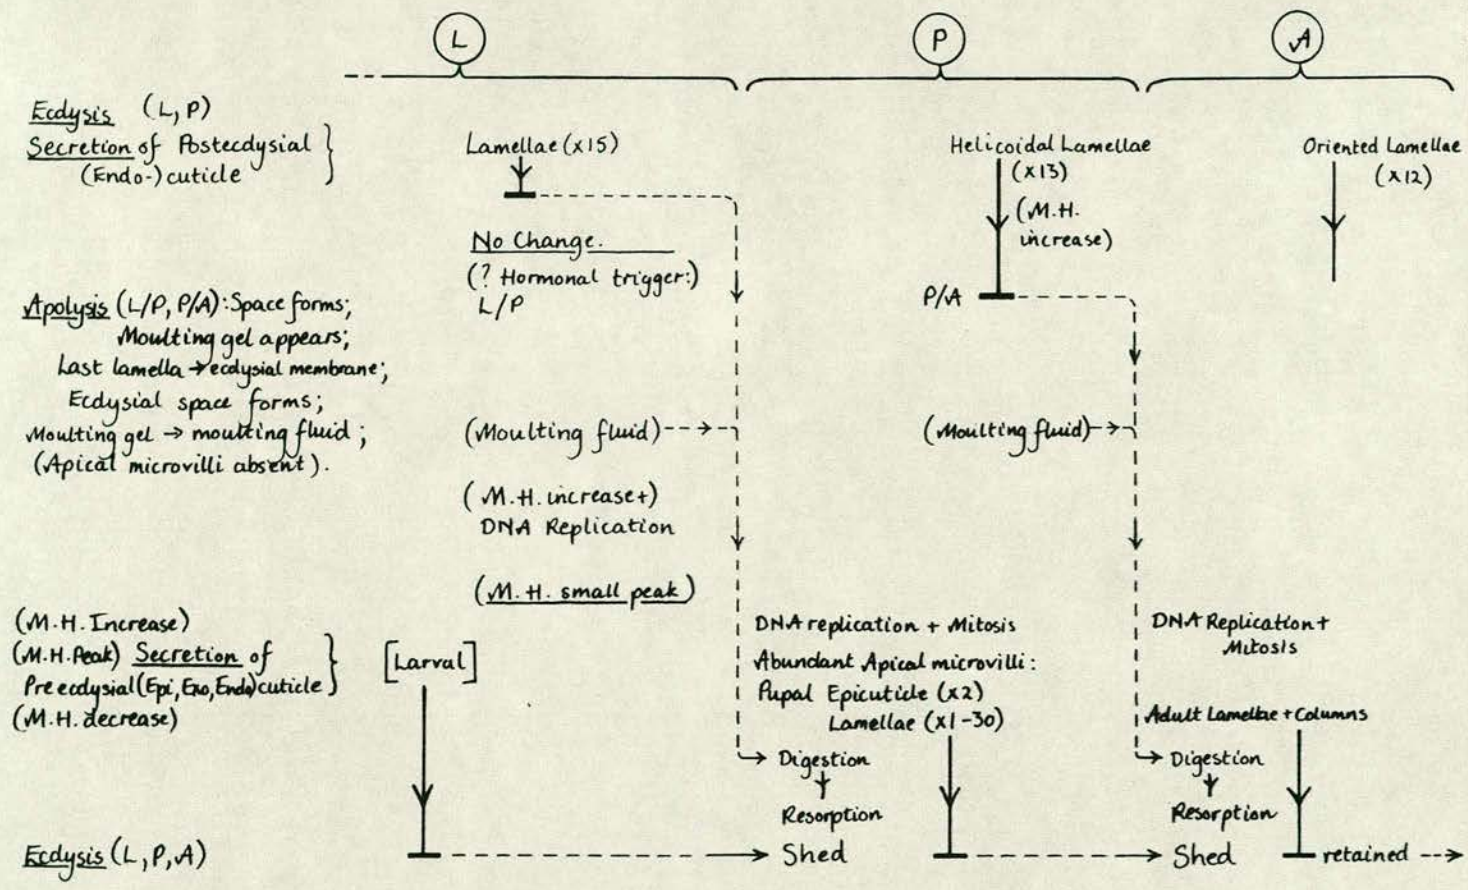 L
P
A
Ecdysis (L, P)
Secretion of Postecdysial
(Endo-) cuticle
Lamellae (x15)
Helicoidal Lamellae
(x13)
(M.H.
increase)
Oriented Lamellae
(x12)
No Change.
(? Hormonal trigger:)
L/P
P/A
Apolysis (L/P, P/A): Space forms;
Moulting gel appears;
Last lamella → ecdysial membrane;
Ecdysial space forms;
Moulting gel → moulting fluid;
(Apical microvilli absent).
(Moulting fluid)
(Moulting fluid)
(M.H. increase+)
DNA Replication
(M.H. small peak)
(M.H. Increase)
(M.H. Peak) Secretion of
Preecdysial (Epi, Exo, Endo) cuticle
(M.H. decrease)
[Larval]
DNA replication + Mitosis
Abundant Apical microvilli:
Pupal Epicuticle (x2)
Lamellae (x1-30)
DNA Replication +
Mitosis
Adult Lamellae + Columns
Digestion
Resorption
Digestion
Resorption
Ecdysis (L, P, A)
Shed
Shed
retained